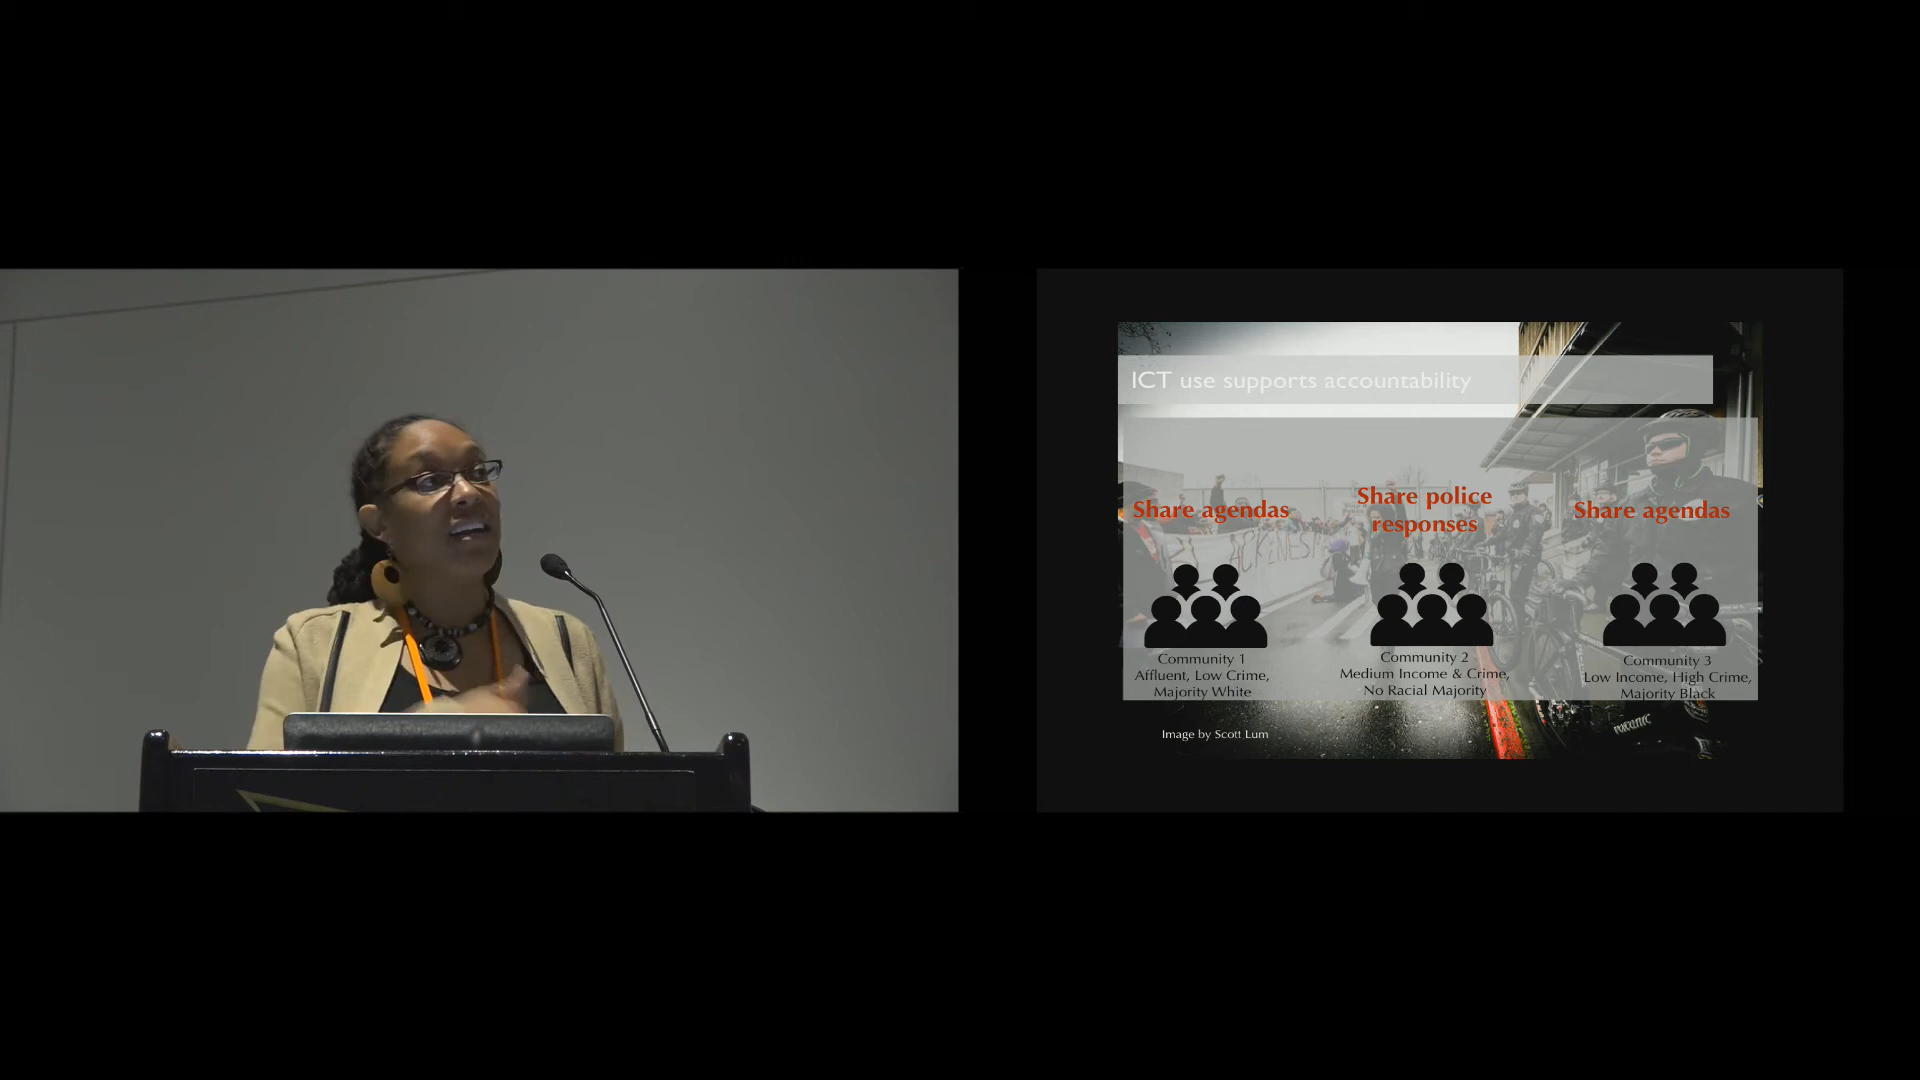 ICT use supports accountability
Share agendas
Share police
responses
Share agendas
Community 1
Affluent, Low Crime,
Majority White
Community 2
Medium Income & Crime,
No Racial Majority
Community 3
Low Income, High Crime,
Majority Black
Image by Scott Lum